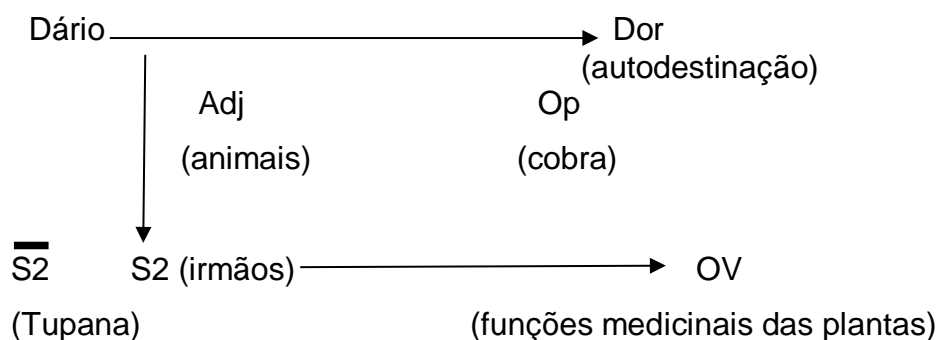 Dário Dor
(autodestinação)
Adj Op
(animais) (cobra)
S2 S2 (irmãos) OV
(Tupana) (funções medicinais das plantas)